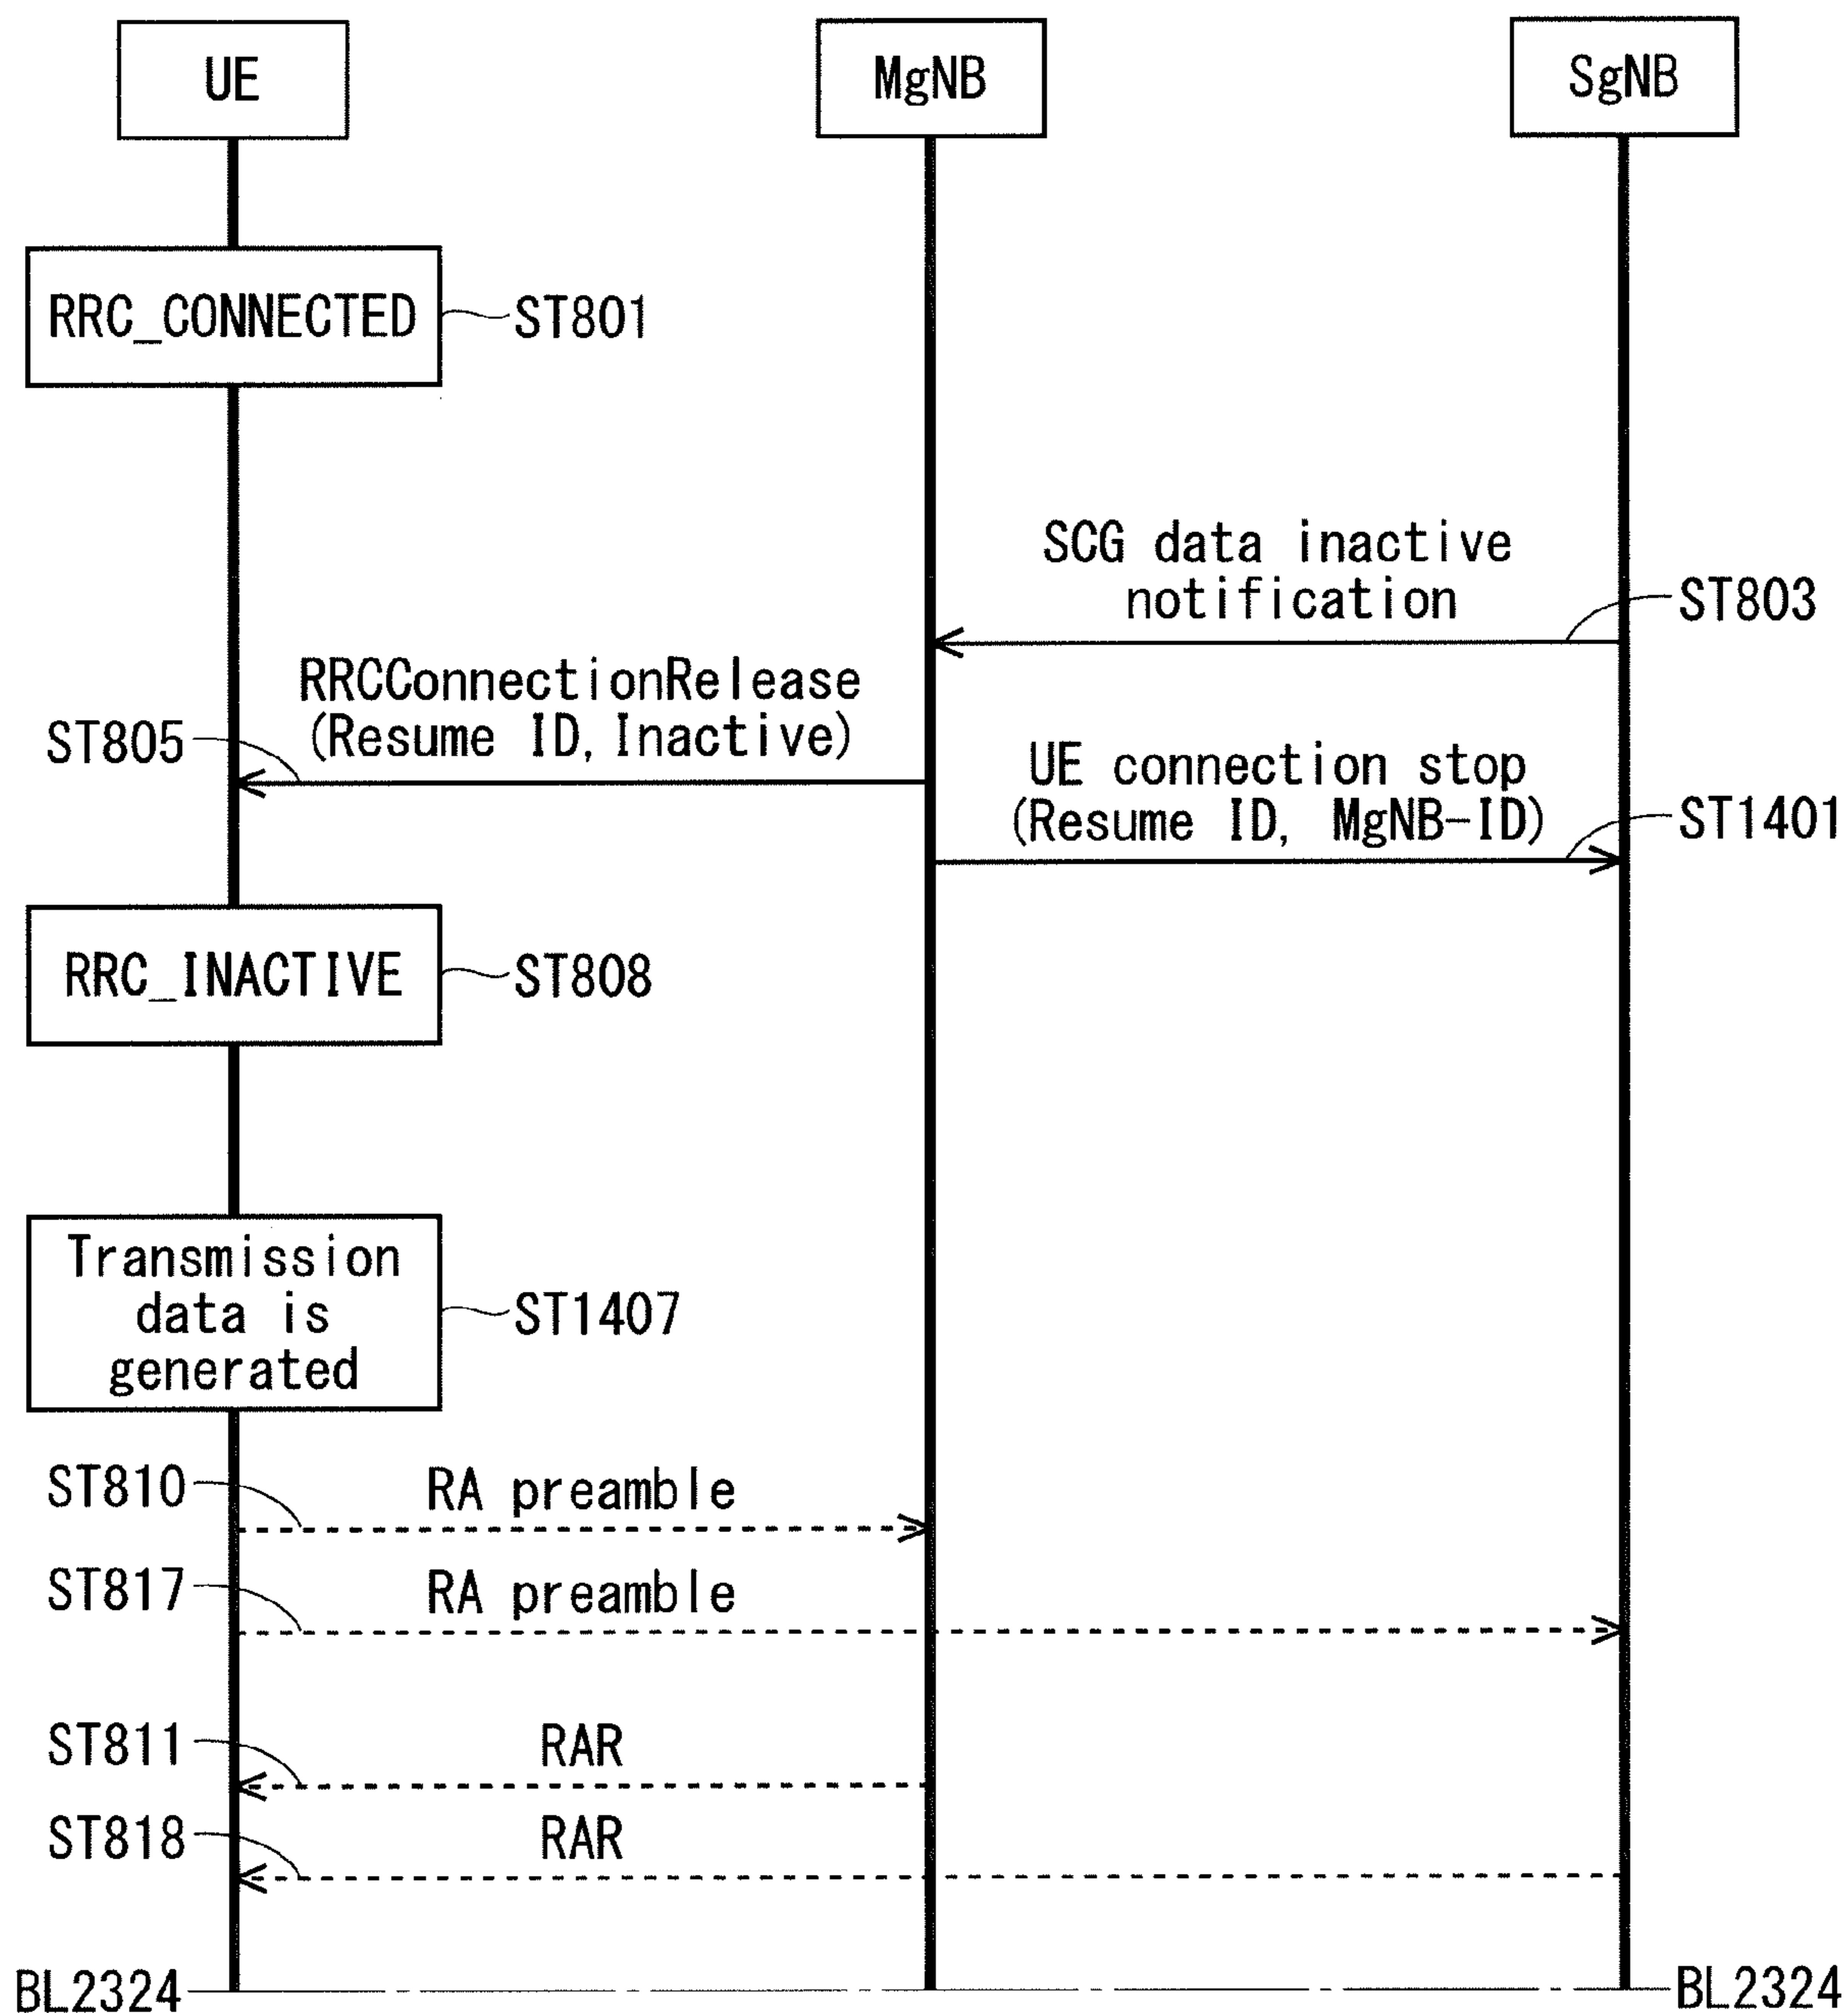 UE
MgNB
SgNB
RRC_CONNECTED
ST801
SCG data inactive
notification
ST803
RRCConnectionRelease
(Resume ID, Inactive)
ST805
UE connection stop
(Resume ID, MgNB-ID)
ST1401
RRC_INACTIVE
ST808
Transmission
data is
generated
ST1407
ST810
RA preamble
ST817
RA preamble
ST811
RAR
ST818
RAR
BL2324
BL2324